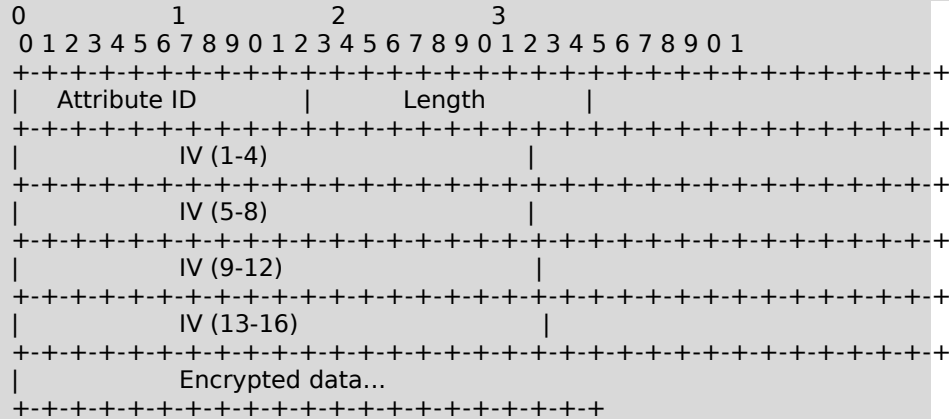 0                   1                   2                   3
 0 1 2 3 4 5 6 7 8 9 0 1 2 3 4 5 6 7 8 9 0 1 2 3 4 5 6 7 8 9 0 1
+-+-+-+-+-+-+-+-+-+-+-+-+-+-+-+-+-+-+-+-+-+-+-+-+-+-+-+-+-+-+-+-+
|     Attribute ID              |            Length             |
+-+-+-+-+-+-+-+-+-+-+-+-+-+-+-+-+-+-+-+-+-+-+-+-+-+-+-+-+-+-+-+-+
|                    IV (1-4)                                 |
+-+-+-+-+-+-+-+-+-+-+-+-+-+-+-+-+-+-+-+-+-+-+-+-+-+-+-+-+-+-+-+-+
|                    IV (5-8)                                 |
+-+-+-+-+-+-+-+-+-+-+-+-+-+-+-+-+-+-+-+-+-+-+-+-+-+-+-+-+-+-+-+-+
|                    IV (9-12)                                |
+-+-+-+-+-+-+-+-+-+-+-+-+-+-+-+-+-+-+-+-+-+-+-+-+-+-+-+-+-+-+-+-+
|                    IV (13-16)                               |
+-+-+-+-+-+-+-+-+-+-+-+-+-+-+-+-+-+-+-+-+-+-+-+-+-+-+-+-+-+-+-+-+
|                    Encrypted data...
+-+-+-+-+-+-+-+-+-+-+-+-+-+-+-+-+-+-+-+-+